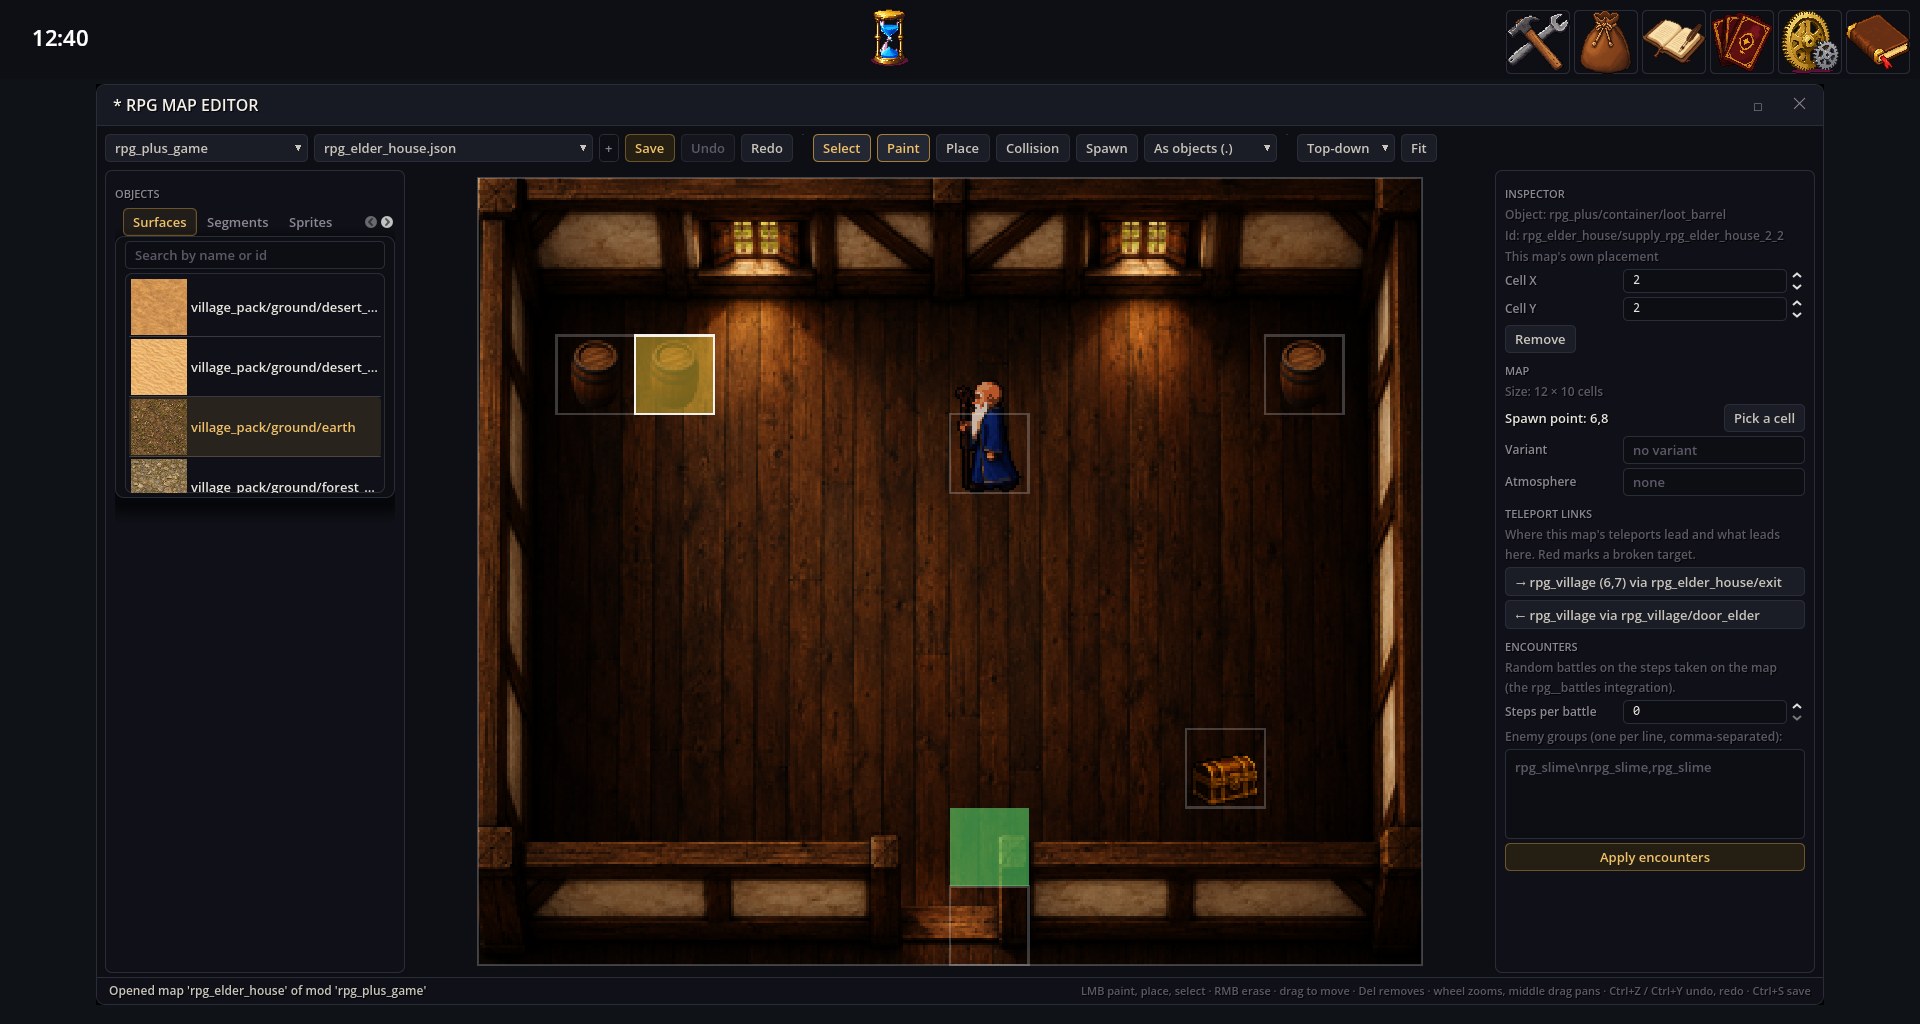 12:40
* RPG MAP EDITOR
rpg_plus_game
rpg_elder_house.json
+
Save
Undo
Redo
Select
Paint
Place
Collision
Spawn
As objects (.)
Top-down
Fit
OBJECTS
Surfaces
Segments
Sprites
Search by name or id
village_pack/ground/desert_...
village_pack/ground/desert_...
village_pack/ground/earth
village_pack/ground/forest_...
INSPECTOR
Object: rpg_plus/container/loot_barrel
Id: rpg_elder_house/supply_rpg_elder_house_2_2
This map's own placement
Cell X 2
Cell Y 2
Remove
MAP
Size: 12 × 10 cells
Spawn point: 6,8
Pick a cell
Variant no variant
Atmosphere none
TELEPORT LINKS
Where this map's teleports lead and what leads
here. Red marks a broken target.
→ rpg_village (6,7) via rpg_elder_house/exit
← rpg_village via rpg_village/door_elder
ENCOUNTERS
Random battles on the steps taken on the map
(the rpg__battles integration).
Steps per battle 0
Enemy groups (one per line, comma-separated):
rpg_slime\nrpg_slime,rpg_slime
Apply encounters
Opened map 'rpg_elder_house' of mod 'rpg_plus_game'
LMB paint, place, select · RMB erase · drag to move · Del removes · wheel zooms, middle drag pans · Ctrl+Z / Ctrl+Y undo, redo · Ctrl+S save